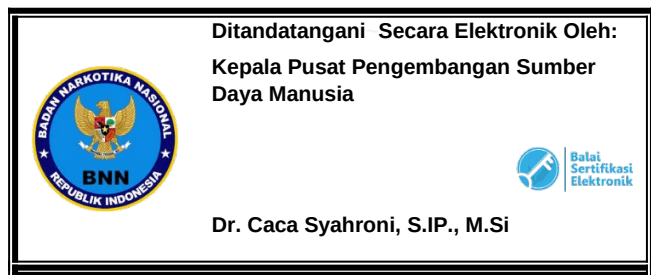 Ditandatangani Secara Elektronik Oleh:
Kepala Pusat Pengembangan Sumber
Daya Manusia
BADAN NARKOTIKA NASIONAL
BNN
REPUBLIK INDONESIA
Balai
Sertifikasi
Elektronik
Dr. Caca Syahroni, S.IP., M.Si